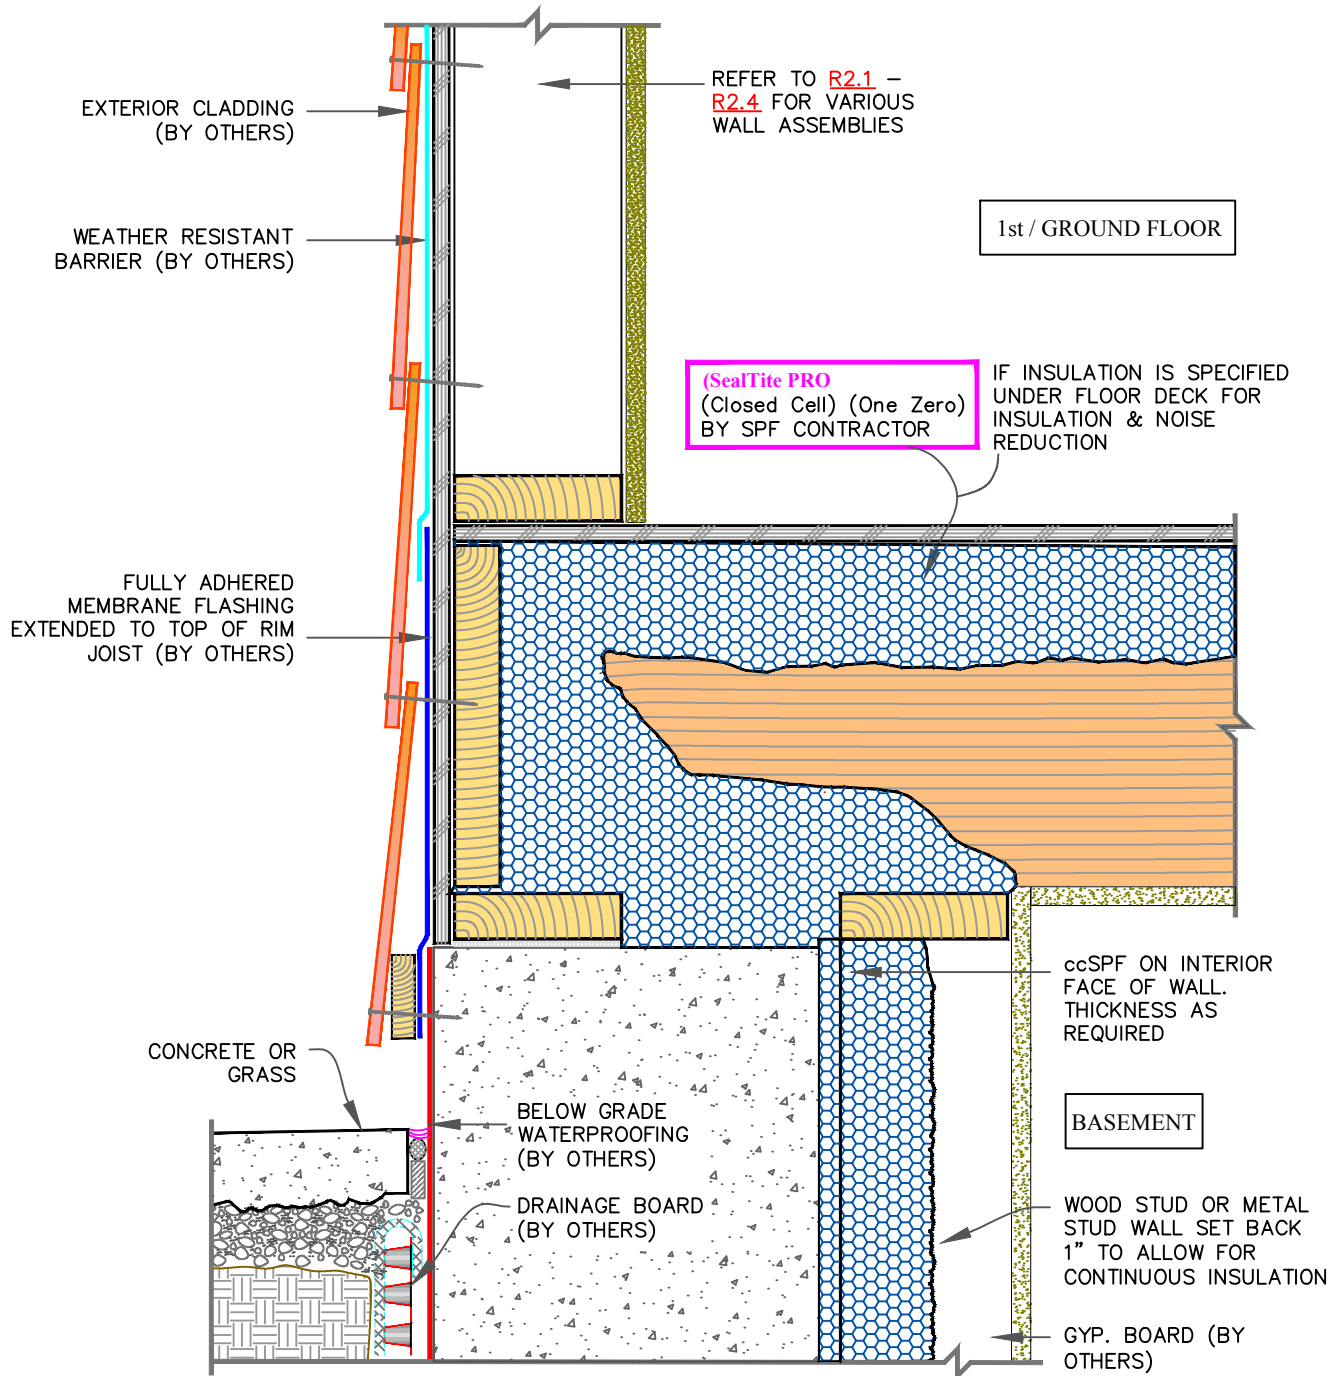 REFER TO R2.1 –
R2.4 FOR VARIOUS
WALL ASSEMBLIES
EXTERIOR CLADDING
(BY OTHERS)
WEATHER RESISTANT
BARRIER (BY OTHERS)
1st / GROUND FLOOR
(SealTite PRO
(Closed Cell) (One Zero)
BY SPF CONTRACTOR
IF INSULATION IS SPECIFIED
UNDER FLOOR DECK FOR
INSULATION & NOISE
REDUCTION
FULLY ADHERED
MEMBRANE FLASHING
EXTENDED TO TOP OF RIM
JOIST (BY OTHERS)
ccSPF ON INTERIOR
FACE OF WALL.
THICKNESS AS
REQUIRED
CONCRETE OR
GRASS
BELOW GRADE
WATERPROOFING
(BY OTHERS)
BASEMENT
DRAINAGE BOARD
(BY OTHERS)
WOOD STUD OR METAL
STUD WALL SET BACK
1” TO ALLOW FOR
CONTINUOUS INSULATION
GYP. BOARD (BY
OTHERS)